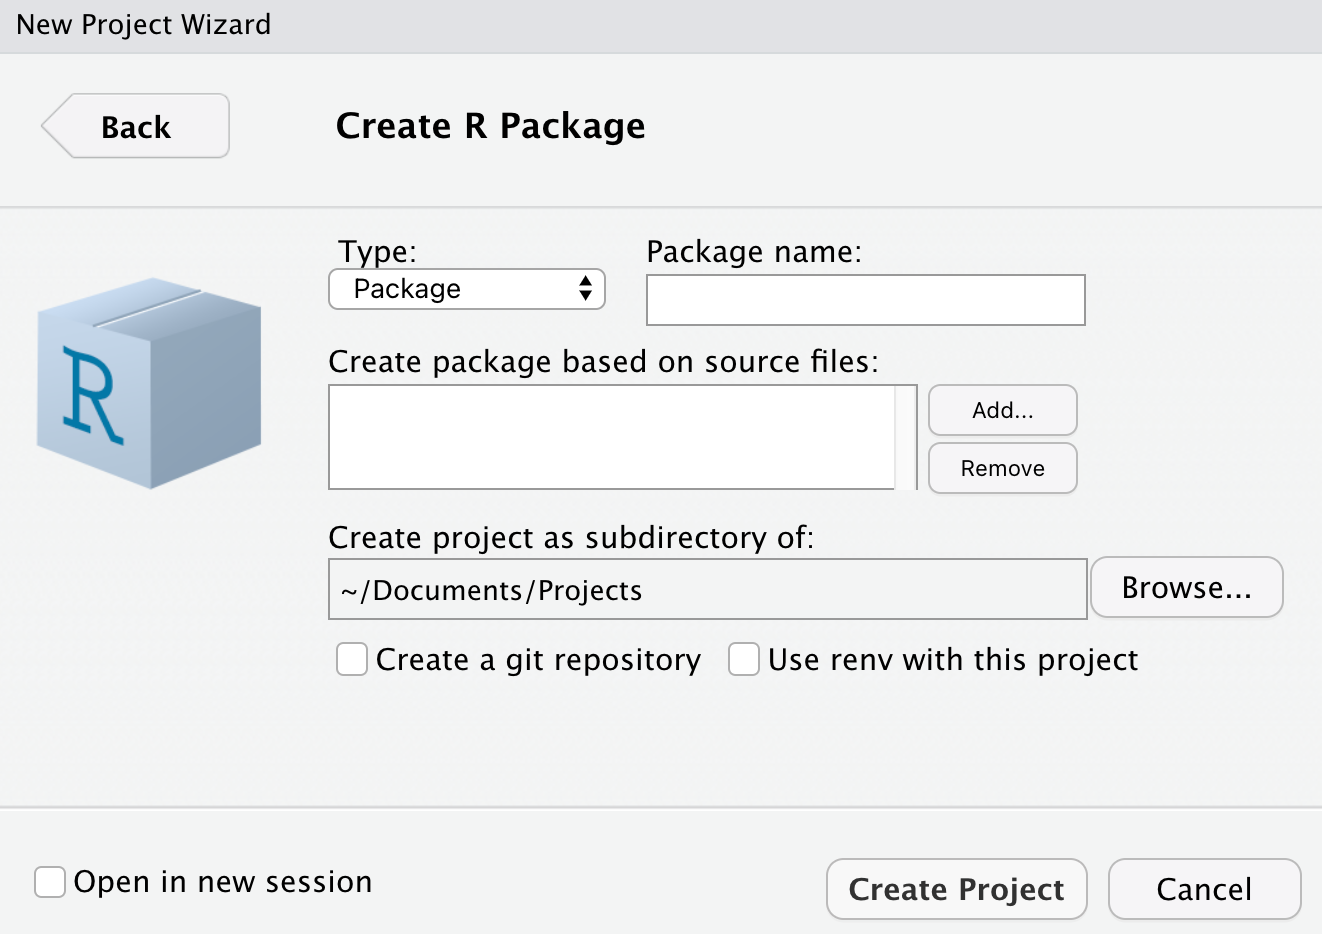 New Project Wizard
Back
Create R Package
Type:
Package name:
Package
R
Create package based on source files:
Add...
Remove
Create project as subdirectory of:
~/Documents/Projects
Browse...
Create a git repository
Use renv with this project
Open in new session
Create Project
Cancel